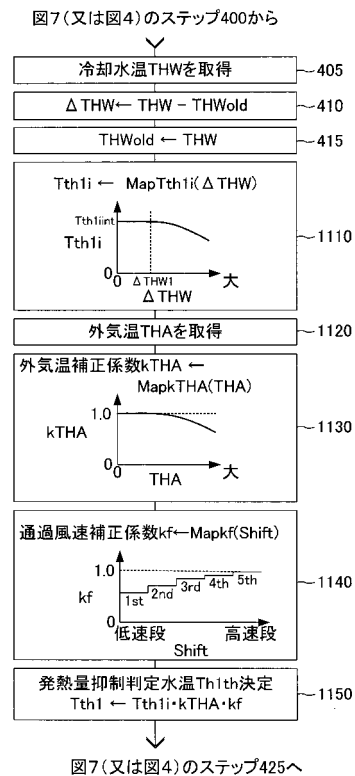 図7(又は図4)のステップ400から
冷却水温THWを取得
405
ΔTHW← THW − THWold
410
THWold ← THW
415
Tth1i ← MapTth1i(ΔTHW)
Tth1iint
Tth1i
0
0
ΔTHW1
大
ΔTHW
1110
外気温THAを取得
1120
外気温補正係数kTHA ←
MapkTHA(THA)
1.0
kTHA
0
THA
大
1130
通過風速補正係数kf←Mapkf(Shift)
1.0
kf
1st
2nd
3rd
4th
5th
0
低速段
高速段
Shift
1140
発熱量抑制判定水温Th1th決定
Tth1 ← Tth1i・kTHA・kf
1150
図7(又は図4)のステップ425へ